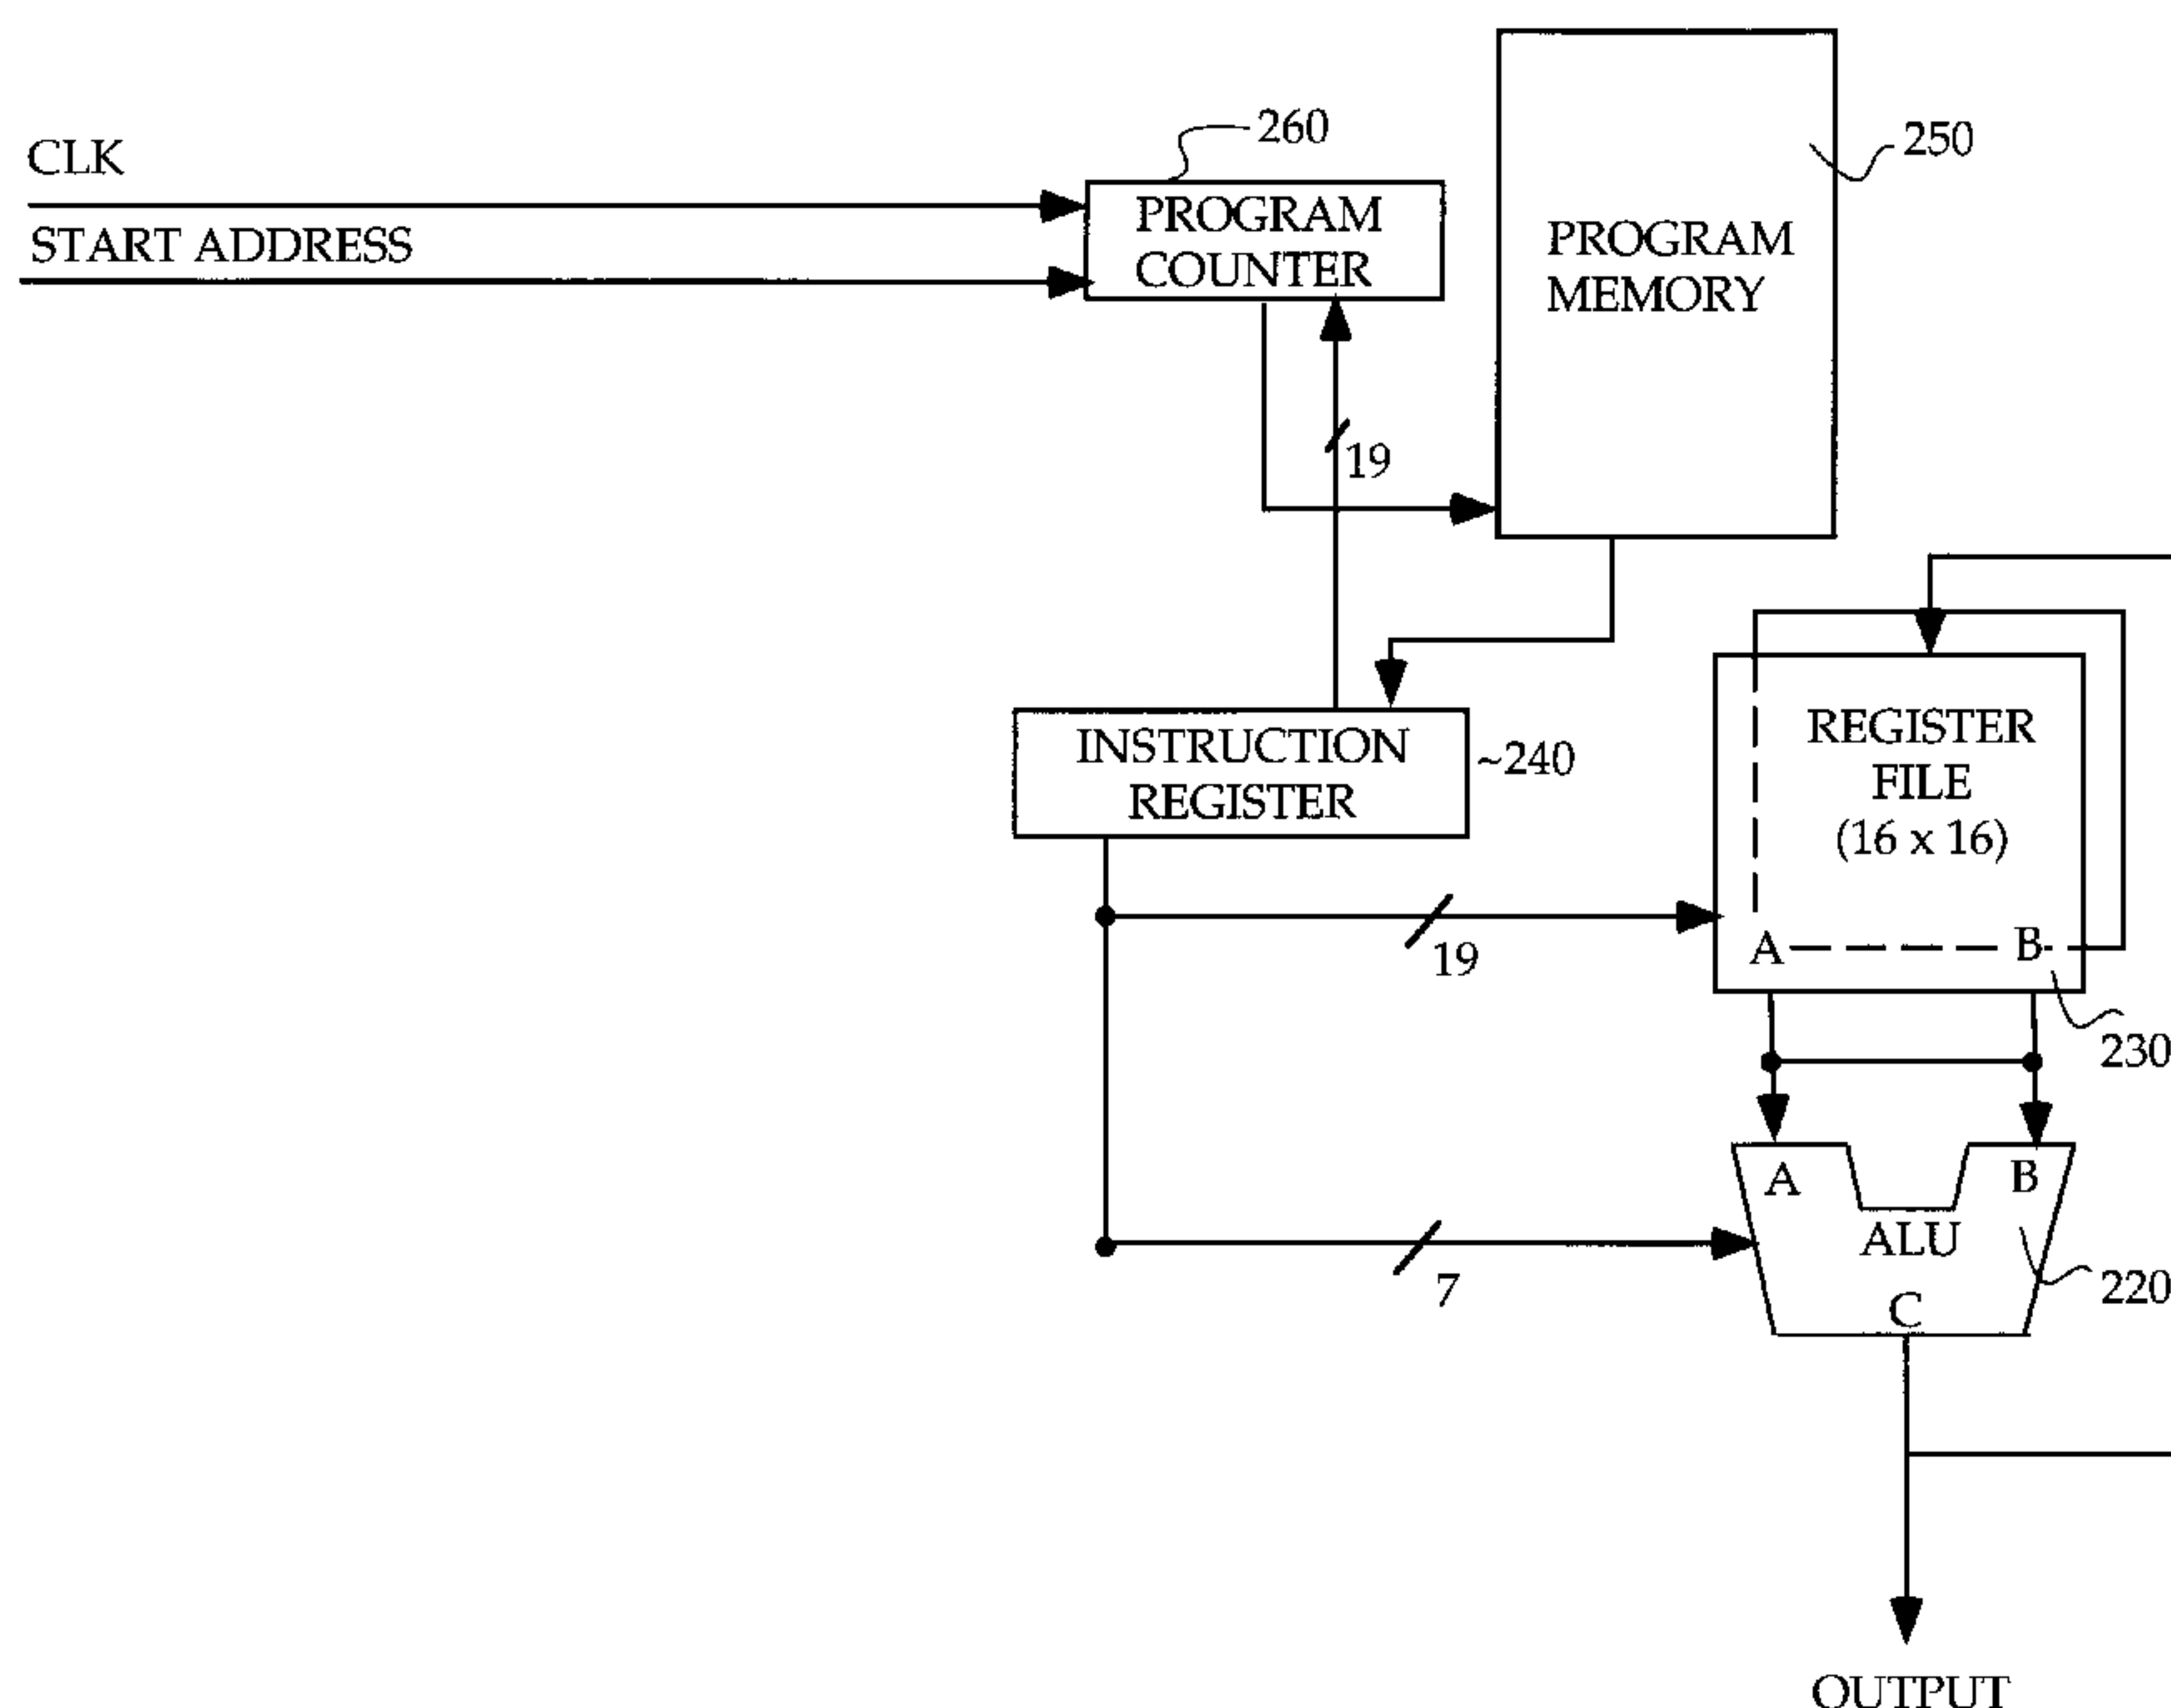 260
250
CLK
PROGRAM
COUNTER
START ADDRESS
PROGRAM
MEMORY
19
INSTRUCTION
REGISTER
~240
REGISTER
FILE
(16 x 16)
19
A
B
230
A
B
ALU
7
220
C
OUTPUT